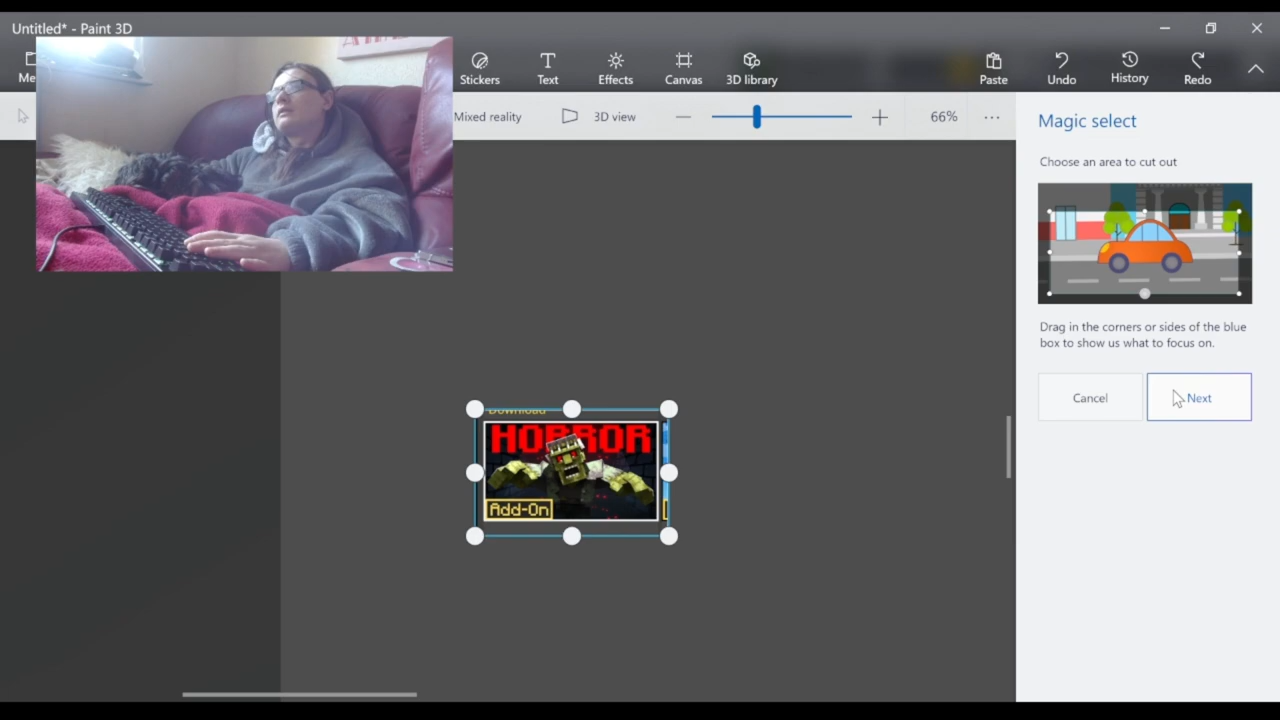 Untitled* - Paint 3D
Me
Stickers
Text
Effects
Canvas
3D library
Paste
Undo
History
Redo
Mixed reality
3D view
66%
Magic select
Choose an area to cut out
Drag in the corners or sides of the blue
box to show us what to focus on.
Cancel
Next
Download
HORROR
Add-On